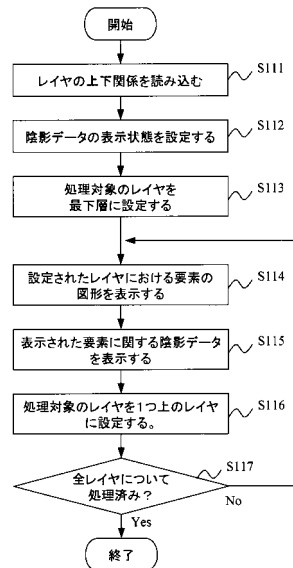 開始
レイヤの上下関係を読み込む
S111
陰影データの表示状態を設定する
S112
処理対象のレイヤを
最下層に設定する
S113
設定されたレイヤにおける要素の
図形を表示する
S114
表示された要素に関する陰影データ
を表示する
S115
処理対象のレイヤを1つ上のレイヤ
に設定する。
S116
全レイヤについて
処理済み?
S117
No
Yes
終了